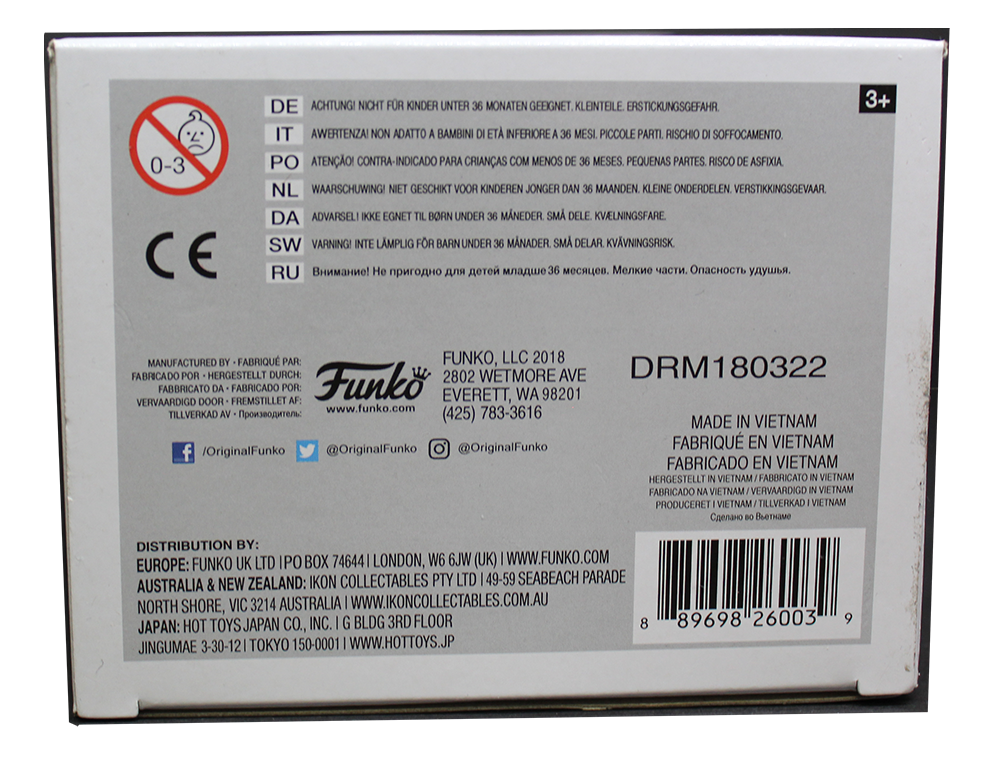 3+
0-3
DE ACHTUNG! NICHT FÜR KINDER UNTER 36 MONATEN GEEIGNET. KLEINTEILE. ERSTICKUNGSGEFAHR.
IT AWERTENZA! NON ADATTO A BAMBINI DI ETÀ INFERIORE A 36 MESI. PICCOLE PARTI. RISCHIO DI SOFFOCAMENTO.
PO ATENÇÃO! CONTRA-INDICADO PARA CRIANÇAS COM MENOS DE 36 MESES. PEQUENAS PARTES. RISCO DE ASFIXIA.
NL WAARSCHUWING! NIET GESCHIKT VOOR KINDEREN JONGER DAN 36 MAANDEN. KLEINE ONDERDELEN. VERSTIKKINGSGEVAAR.
DA ADVARSEL! IKKE EGNET TIL BØRN UNDER 36 MÅNEDER. SMÅ DELE. KVÆLNINGSFARE.
SW VARNING! INTE LÄMPLIG FÖR BARN UNDER 36 MÅNADER. SMÅ DELAR. KVÄVNINGSRISK.
RU Внимание! Не пригодно для детей младше 36 месяцев. Мелкие части. Опасность удушья.
CE
MANUFACTURED BY • FABRIQUÉ PAR:
FABRICADO POR • HERGESTELLT DURCH:
FABBRICATO DA • FABRICADO POR:
VERVAARDIGD DOOR • FREMSTILLET AF:
TILLVERKAD AV • Производитель:
Funko
www.funko.com
FUNKO, LLC 2018
2802 WETMORE AVE
EVERETT, WA 98201
(425) 783-3616
/OriginalFunko @OriginalFunko @OriginalFunko
DRM180322
MADE IN VIETNAM
FABRIQUÉ EN VIETNAM
FABRICADO EN VIETNAM
HERGESTELLT IN VIETNAM / FABBRICATO IN VIETNAM
FABRICADO NA VIETNAM / VERVAARDIGD IN VIETNAM
PRODUCERET I VIETNAM / TILLVERKAD I VIETNAM
Сделано во Вьетнаме
DISTRIBUTION BY:
EUROPE: FUNKO UK LTD | PO BOX 74644 | LONDON, W6 6JW (UK) | WWW.FUNKO.COM
AUSTRALIA & NEW ZEALAND: IKON COLLECTABLES PTY LTD | 49-59 SEABEACH PARADE
NORTH SHORE, VIC 3214 AUSTRALIA | WWW.IKONCOLLECTABLES.COM.AU
JAPAN: HOT TOYS JAPAN CO., INC. | G BLDG 3RD FLOOR
JINGUMAE 3-30-12 | TOKYO 150-0001 | WWW.HOTTOYS.JP
8 89698 26003 9